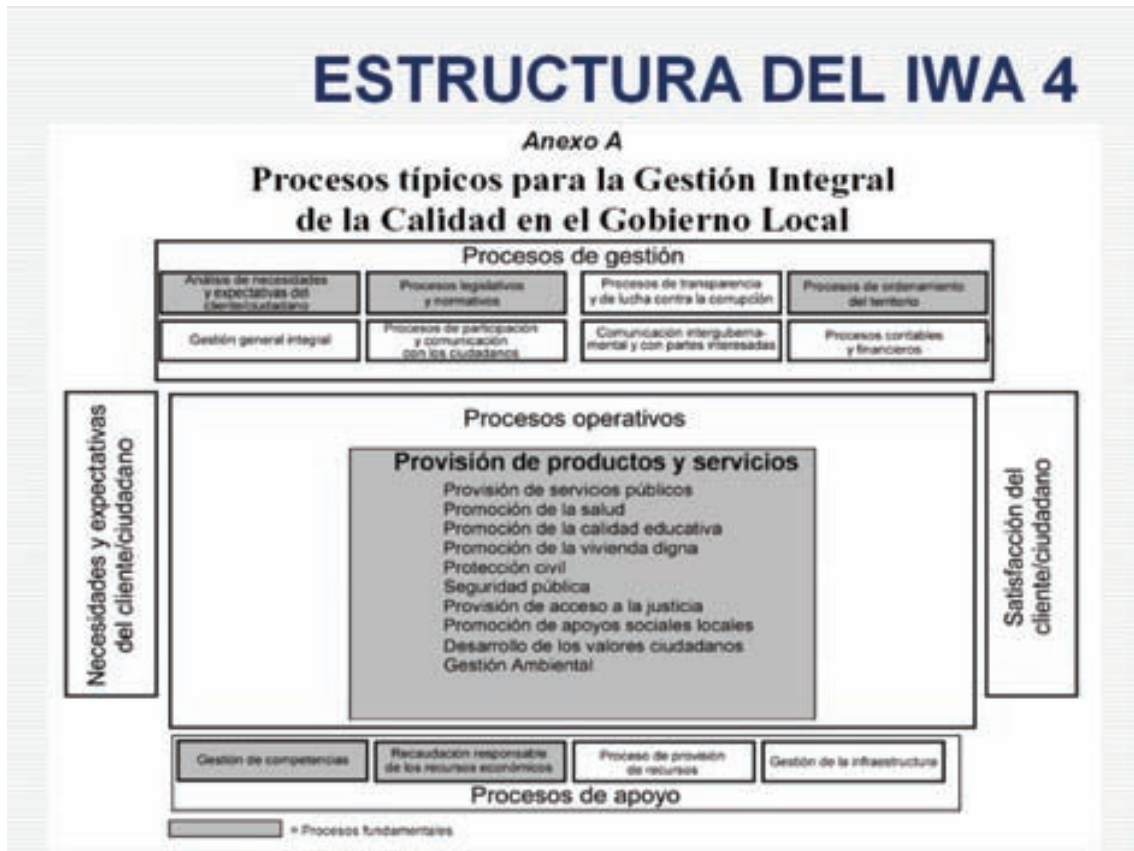 ESTRUCTURA DEL IWA 4
Anexo A
Procesos típicos para la Gestión Integral
de la Calidad en el Gobierno Local
Procesos de gestión
Análisis de necesidades
y expectativas del
cliente/ciudadano
Procesos legislativos
y normativos
Procesos de transparencia
y de lucha contra la corrupción
Procesos de ordenamiento
del territorio
Gestión general integral
Procesos de participación
y comunicación
con los ciudadanos
Comunicación interguberna-
mental y con partes interesadas
Procesos contables
y financieros
Necesidades y expectativas
del cliente/ciudadano
Procesos operativos
Provisión de productos y servicios
Provisión de servicios públicos
Promoción de la salud
Promoción de la calidad educativa
Promoción de la vivienda digna
Protección civil
Seguridad pública
Provisión de acceso a la justicia
Promoción de apoyos sociales locales
Desarrollo de los valores ciudadanos
Gestión Ambiental
Satisfacción del
cliente/ciudadano
Gestión de competencias
Recaudación responsable
de los recursos económicos
Proceso de provisión
de recursos
Gestión de la infraestructura
Procesos de apoyo
= Procesos fundamentales